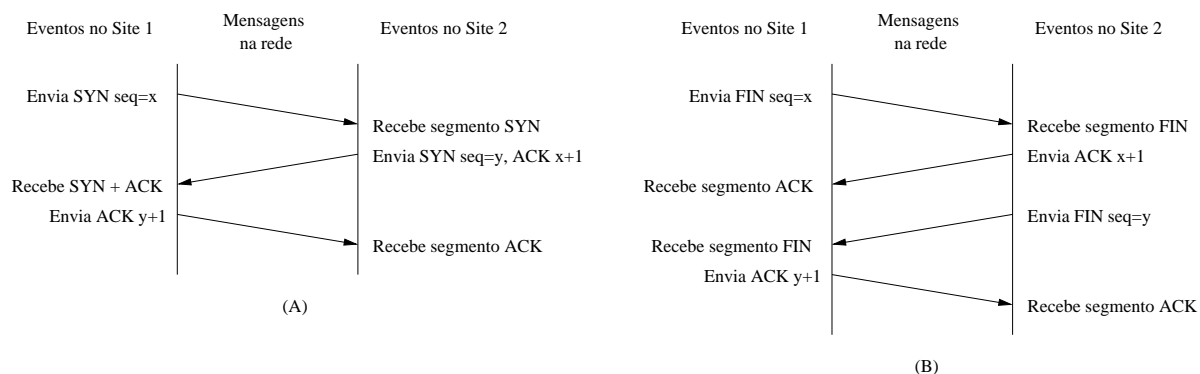 Eventos no Site 1
Mensagens
na rede
Eventos no Site 2
Envia SYN seq=x
Recebe segmento SYN
Envia SYN seq=y, ACK x+1
Recebe SYN + ACK
Envia ACK y+1
Recebe segmento ACK
(A)
Eventos no Site 1
Mensagens
na rede
Eventos no Site 2
Envia FIN seq=x
Recebe segmento FIN
Envia ACK x+1
Recebe segmento ACK
Envia FIN seq=y
Recebe segmento FIN
Envia ACK y+1
Recebe segmento ACK
(B)